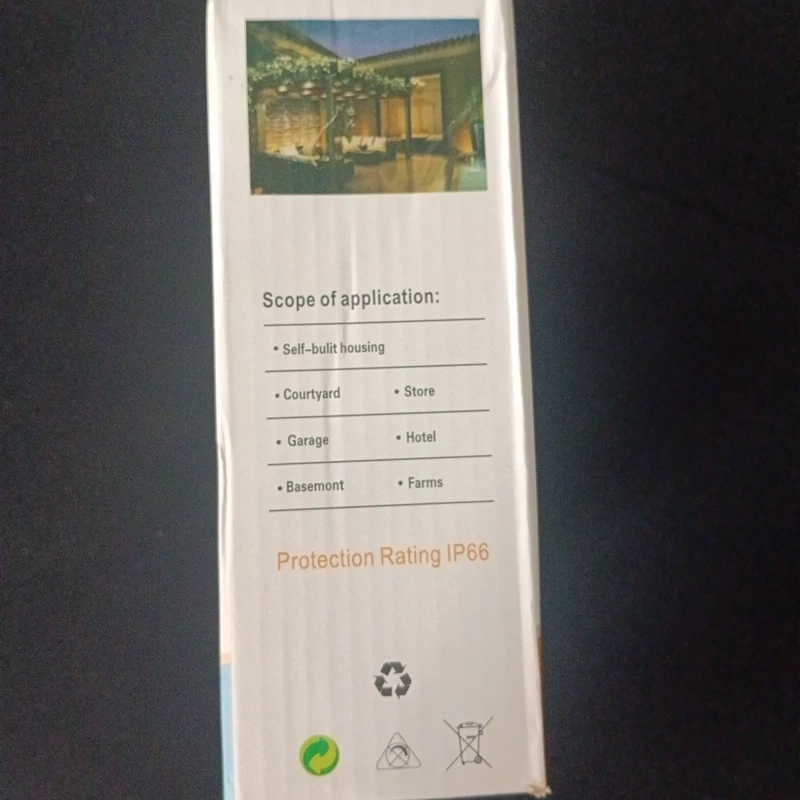 Scope of application:
• Self-bulit housing
• Courtyard • Store
• Garage • Hotel
• Basemont • Farms
Protection Rating IP66